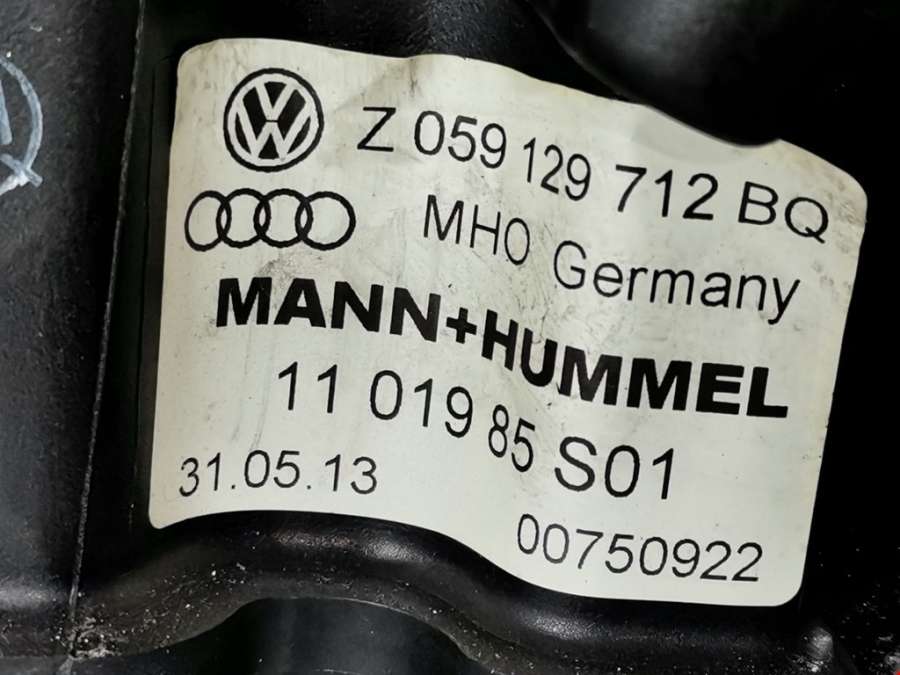 Z 059 129 712 BQ
MH0 Germany
MANN+HUMMEL
11 019 85 S01
31.05.13
00750922